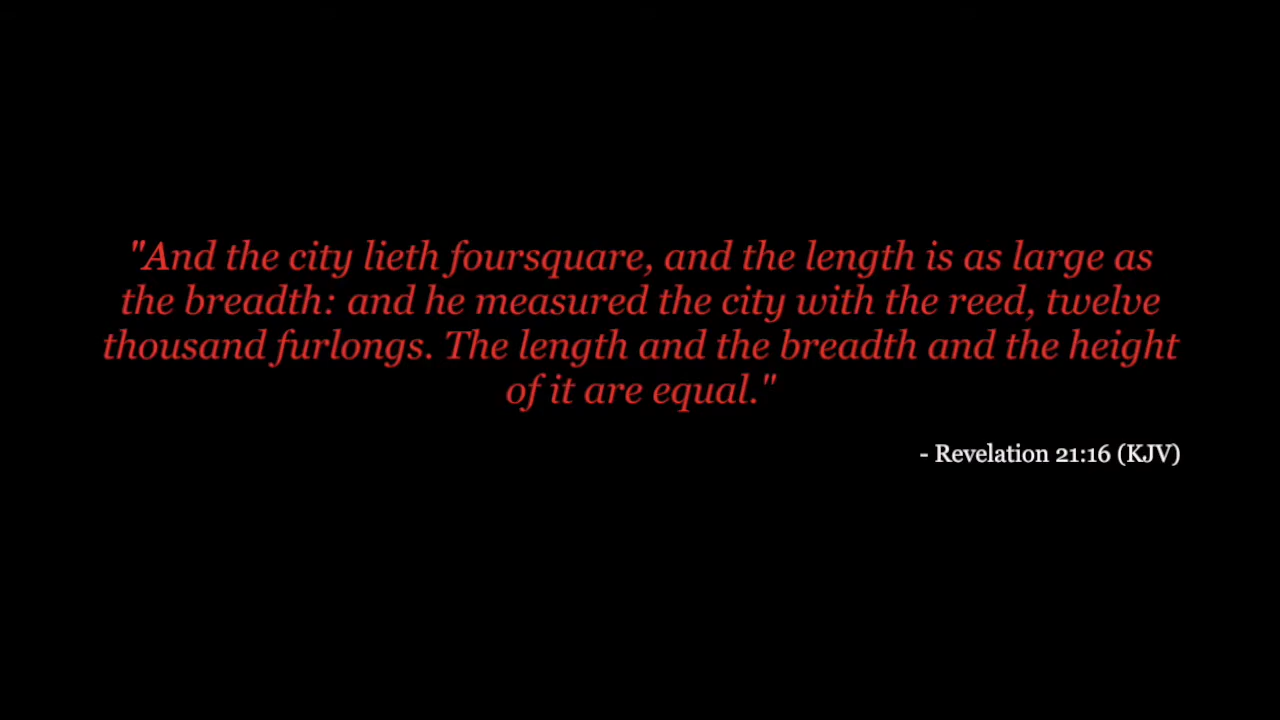 "And the city lieth foursquare, and the length is as large as
the breadth: and he measured the city with the reed, twelve
thousand furlongs. The length and the breadth and the height
of it are equal."
- Revelation 21:16 (KJV)